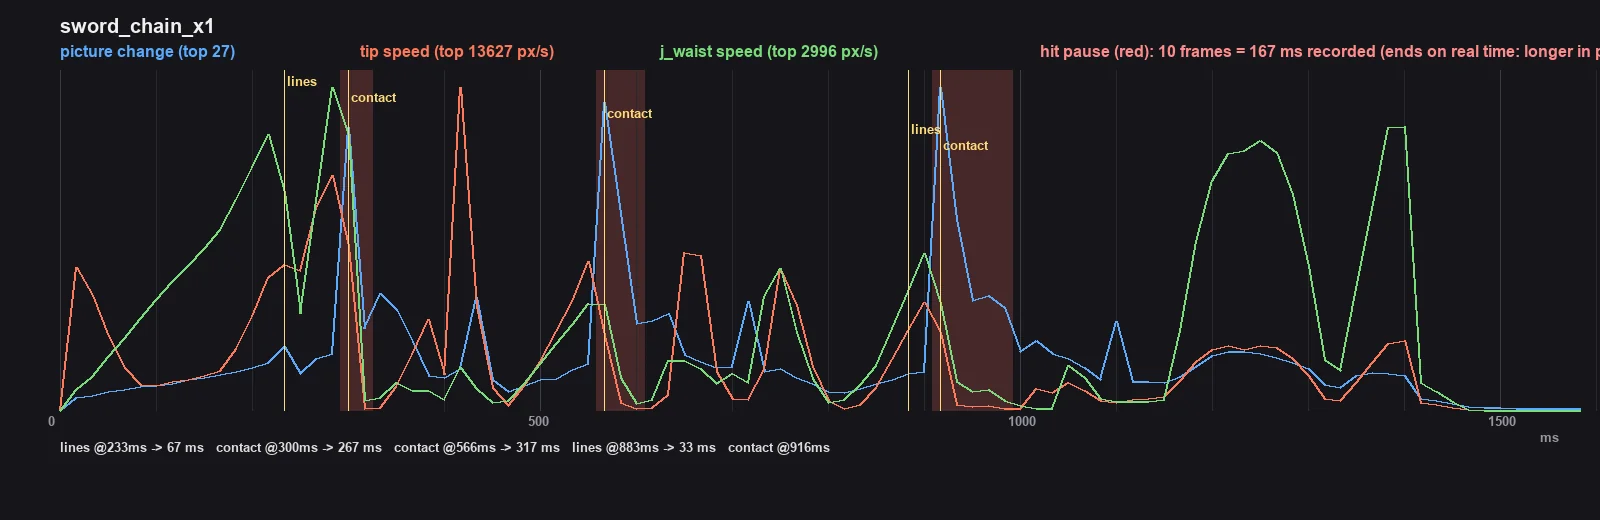 sword_chain_x1
picture change (top 27) tip speed (top 13627 px/s) j_waist speed (top 2996 px/s) hit pause (red): 10 frames = 167 ms recorded (ends on real time: longer in
lines
contact
contact
lines
contact
0 500 1000 1500
ms
lines @233ms -> 67 ms contact @300ms -> 267 ms contact @566ms -> 317 ms lines @883ms -> 33 ms contact @916ms